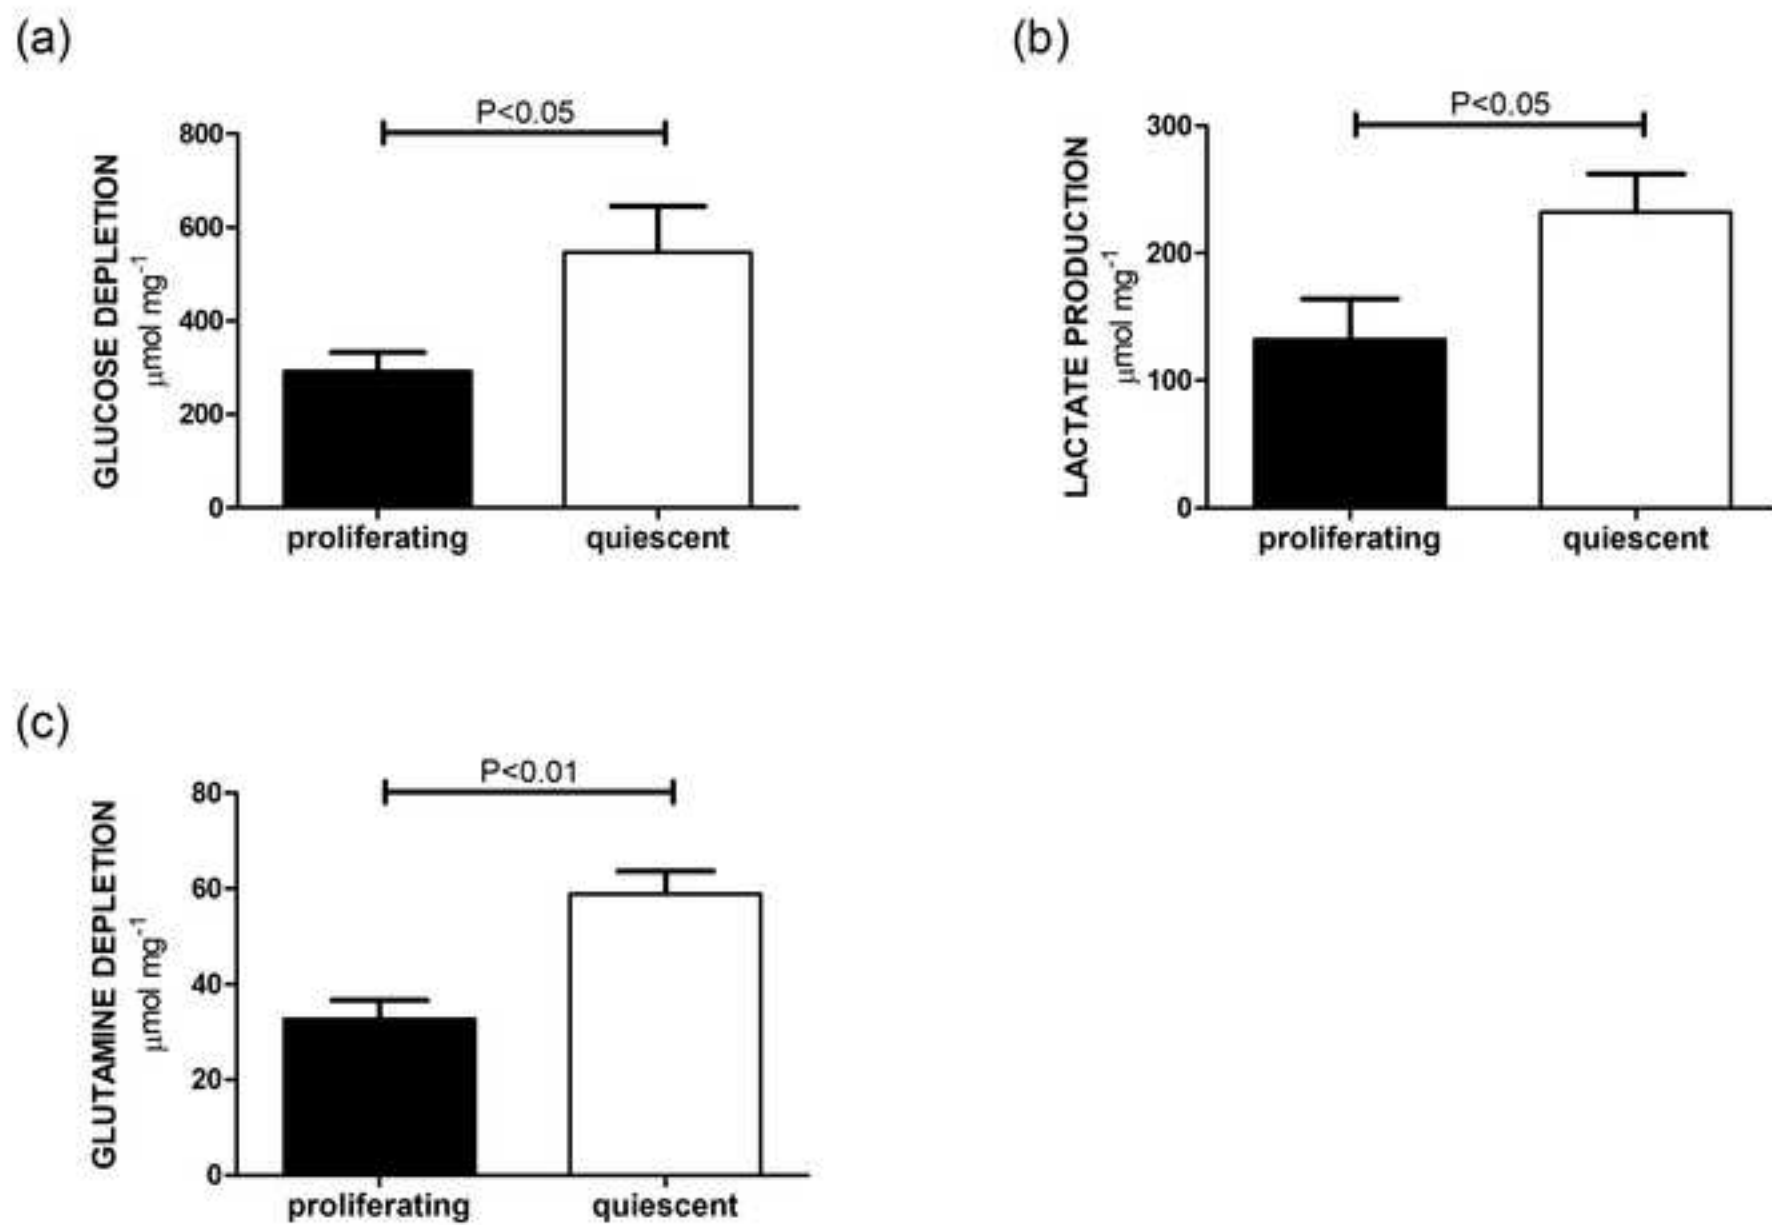 (a)
P<0.05
GLUCOSE DEPLETION
μmol mg-1
800
600
400
200
0
proliferating quiescent
(b)
P<0.05
LACTATE PRODUCTION
μmol mg-1
300
200
100
0
proliferating quiescent
(c)
P<0.01
GLUTAMINE DEPLETION
μmol mg-1
80
60
40
20
0
proliferating quiescent